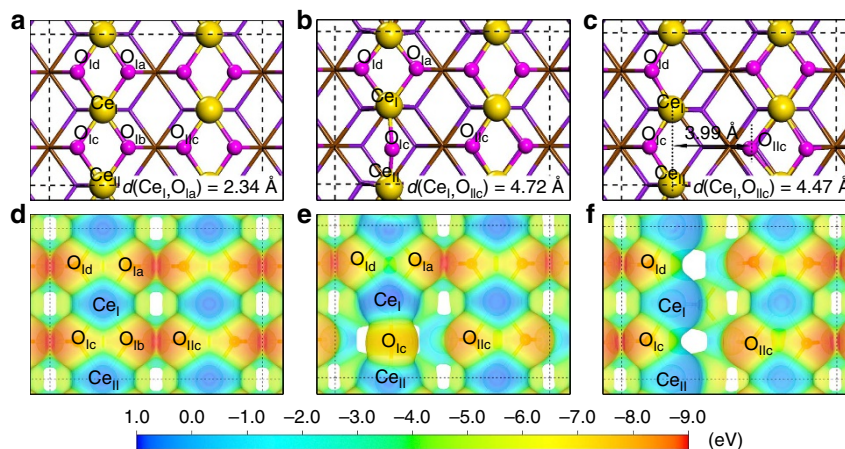 a
O_Id O_Ia
Ce_I
O_Ic O_Ib O_IIc
Ce_II
d(Ce_I,O_Ia) = 2.34 Å
b
O_Id O_Ia
Ce_I
O_Ic O_IIc
Ce_II
d(Ce_I,O_IIc) = 4.72 Å
c
O_Id
Ce_I
3.99 Å
O_Ic O_IIc
Ce_II
d(Ce_I,O_IIc) = 4.47 Å
d
O_Id O_Ia
Ce_I
O_Ic O_Ib O_IIc
Ce_II
e
O_Id O_Ia
Ce_I
O_Ic O_IIc
Ce_II
f
O_Id
Ce_I
O_Ic O_IIc
Ce_II
1.0 0.0 −1.0 −2.0 −3.0 −4.0 −5.0 −6.0 −7.0 −8.0 −9.0
(eV)